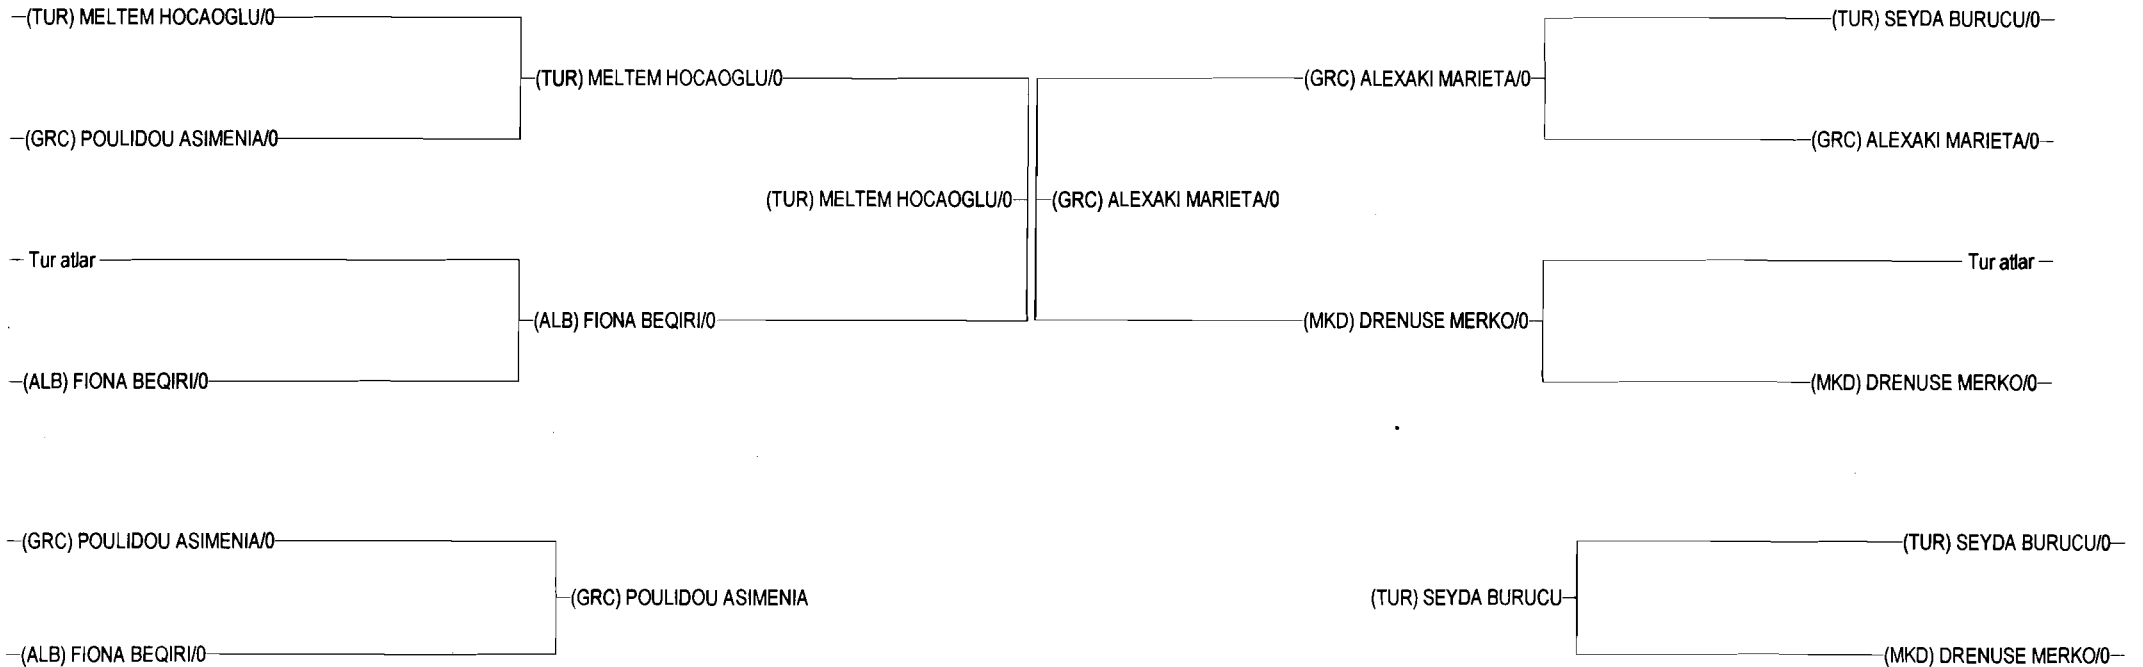 (TUR) MELTEM HOCAOGLU/0
(TUR) SEYDA BURUCU/0
(TUR) MELTEM HOCAOGLU/0
(GRC) ALEXAKI MARIETA/0
(GRC) POULIDOU ASIMENIA/0
(GRC) ALEXAKI MARIETA/0
(TUR) MELTEM HOCAOGLU/0
(GRC) ALEXAKI MARIETA/0
Tur atlar
Tur atlar
(ALB) FIONA BEQIRI/0
(MKD) DRENUSE MERKO/0
(ALB) FIONA BEQIRI/0
(MKD) DRENUSE MERKO/0
(GRC) POULIDOU ASIMENIA/0
(TUR) SEYDA BURUCU/0
(GRC) POULIDOU ASIMENIA
(TUR) SEYDA BURUCU
(ALB) FIONA BEQIRI/0
(MKD) DRENUSE MERKO/0